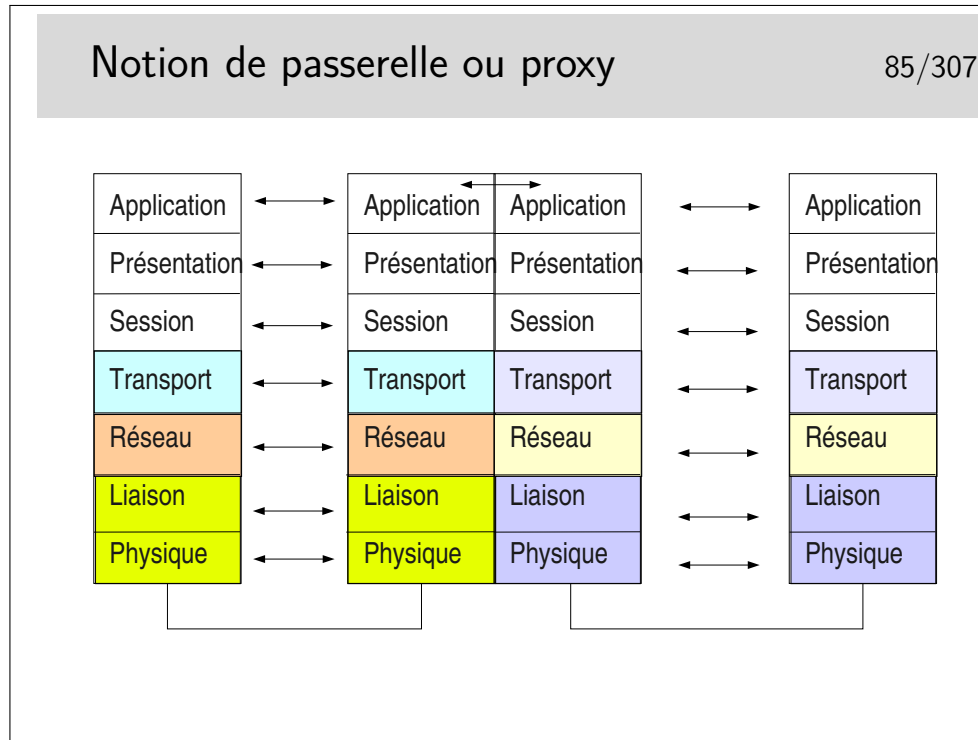 Notion de passerelle ou proxy 85/307
Application Application Application Application
Présentation Présentation Présentation Présentation
Session Session Session Session
Transport Transport Transport Transport
Réseau Réseau Réseau Réseau
Liaison Liaison Liaison Liaison
Physique Physique Physique Physique